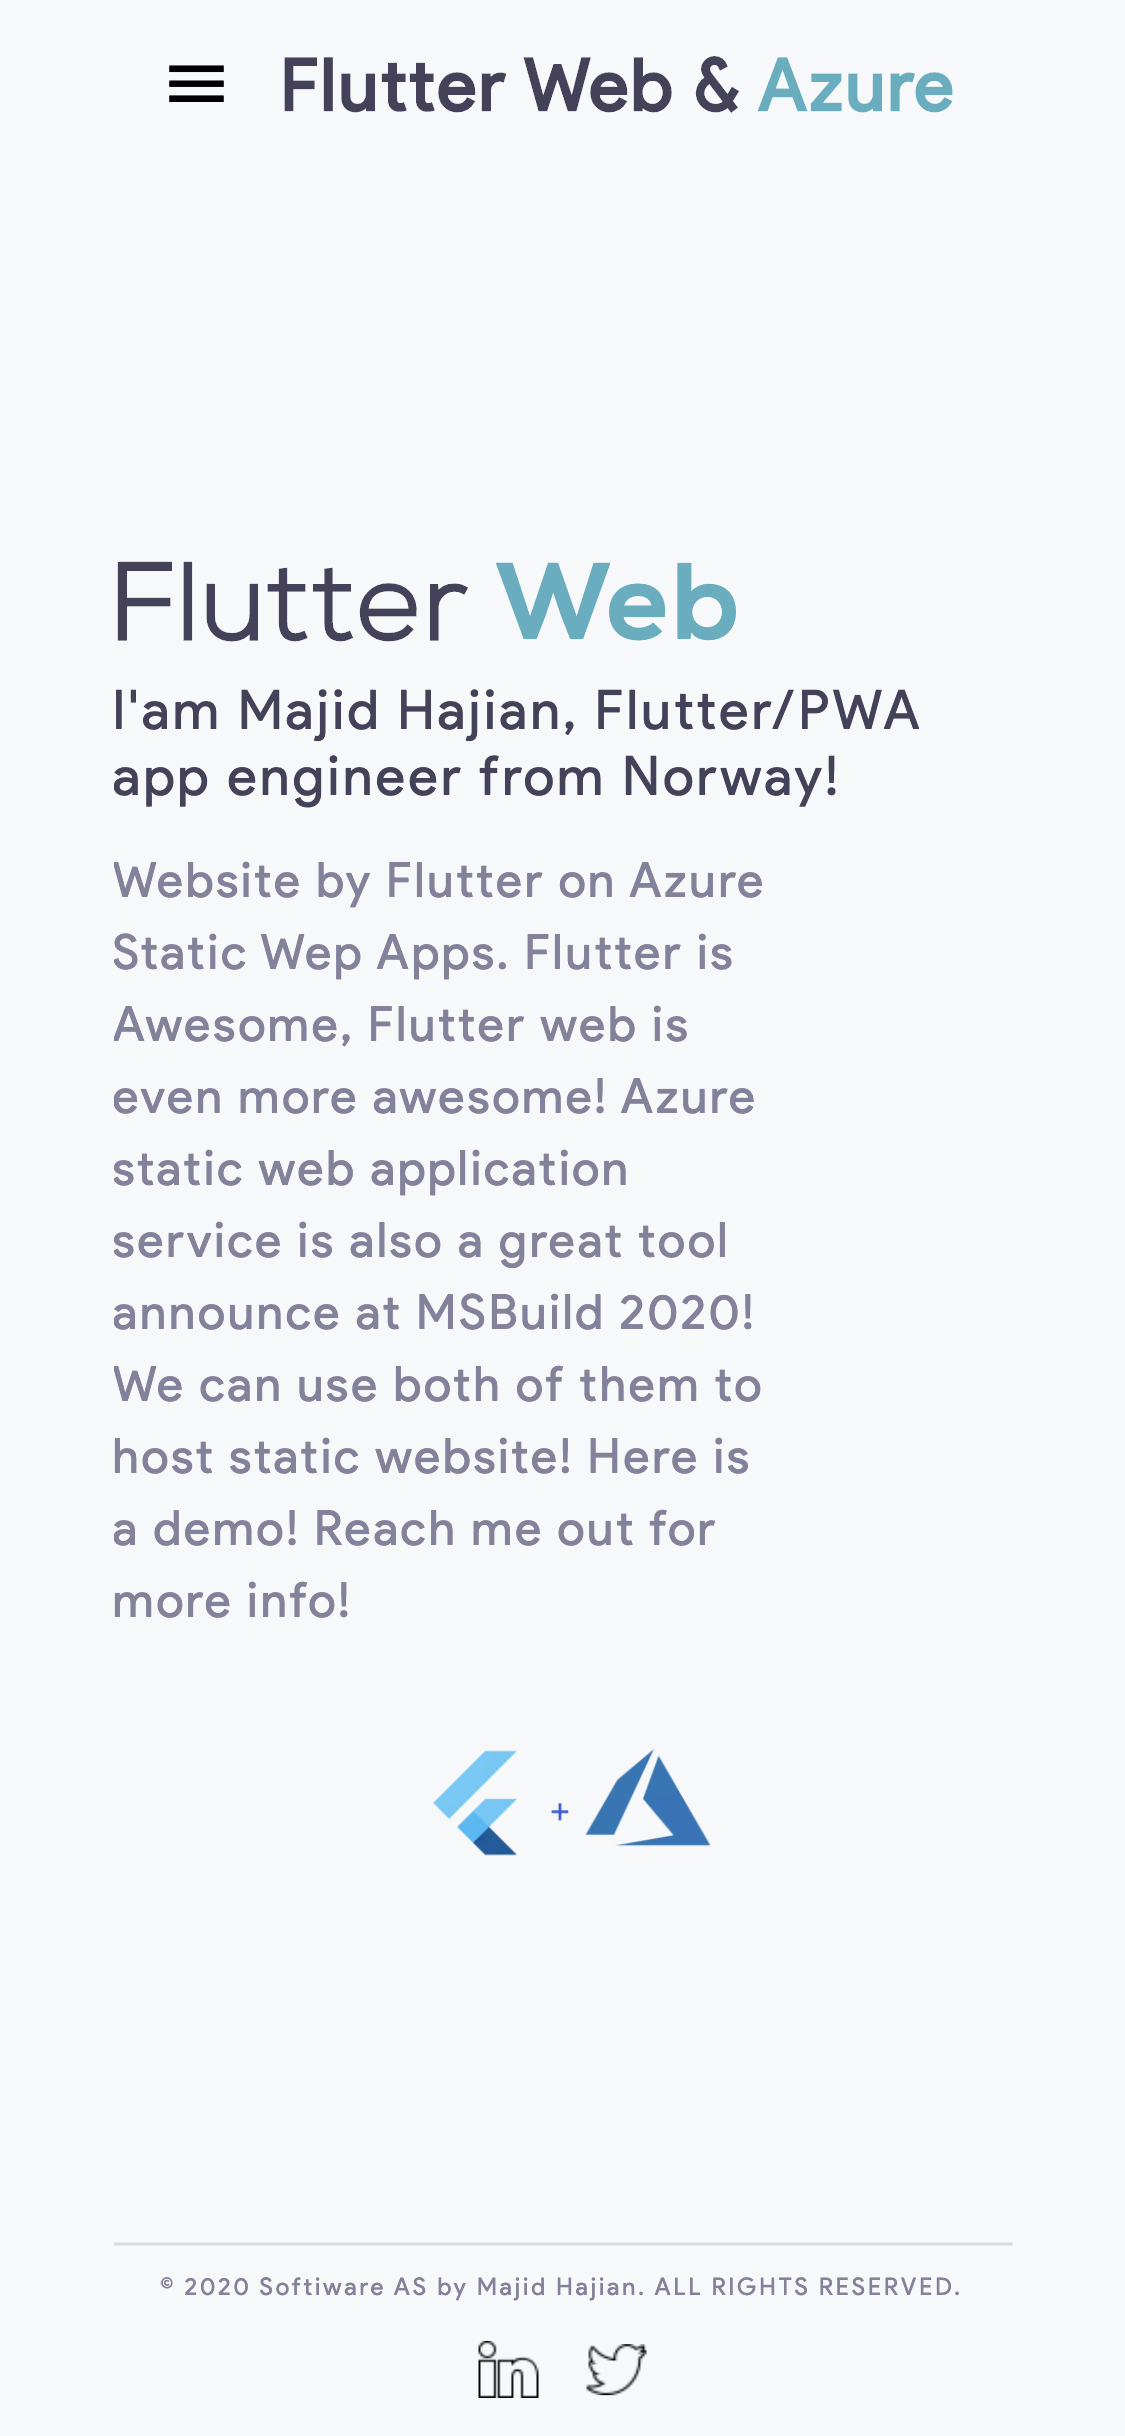 Flutter Web & Azure
Flutter Web
I'am Majid Hajian, Flutter/PWA
app engineer from Norway!
Website by Flutter on Azure
Static Wep Apps. Flutter is
Awesome, Flutter web is
even more awesome! Azure
static web application
service is also a great tool
announce at MSBuild 2020!
We can use both of them to
host static website! Here is
a demo! Reach me out for
more info!
+
© 2020 Softiware AS by Majid Hajian. ALL RIGHTS RESERVED.
in